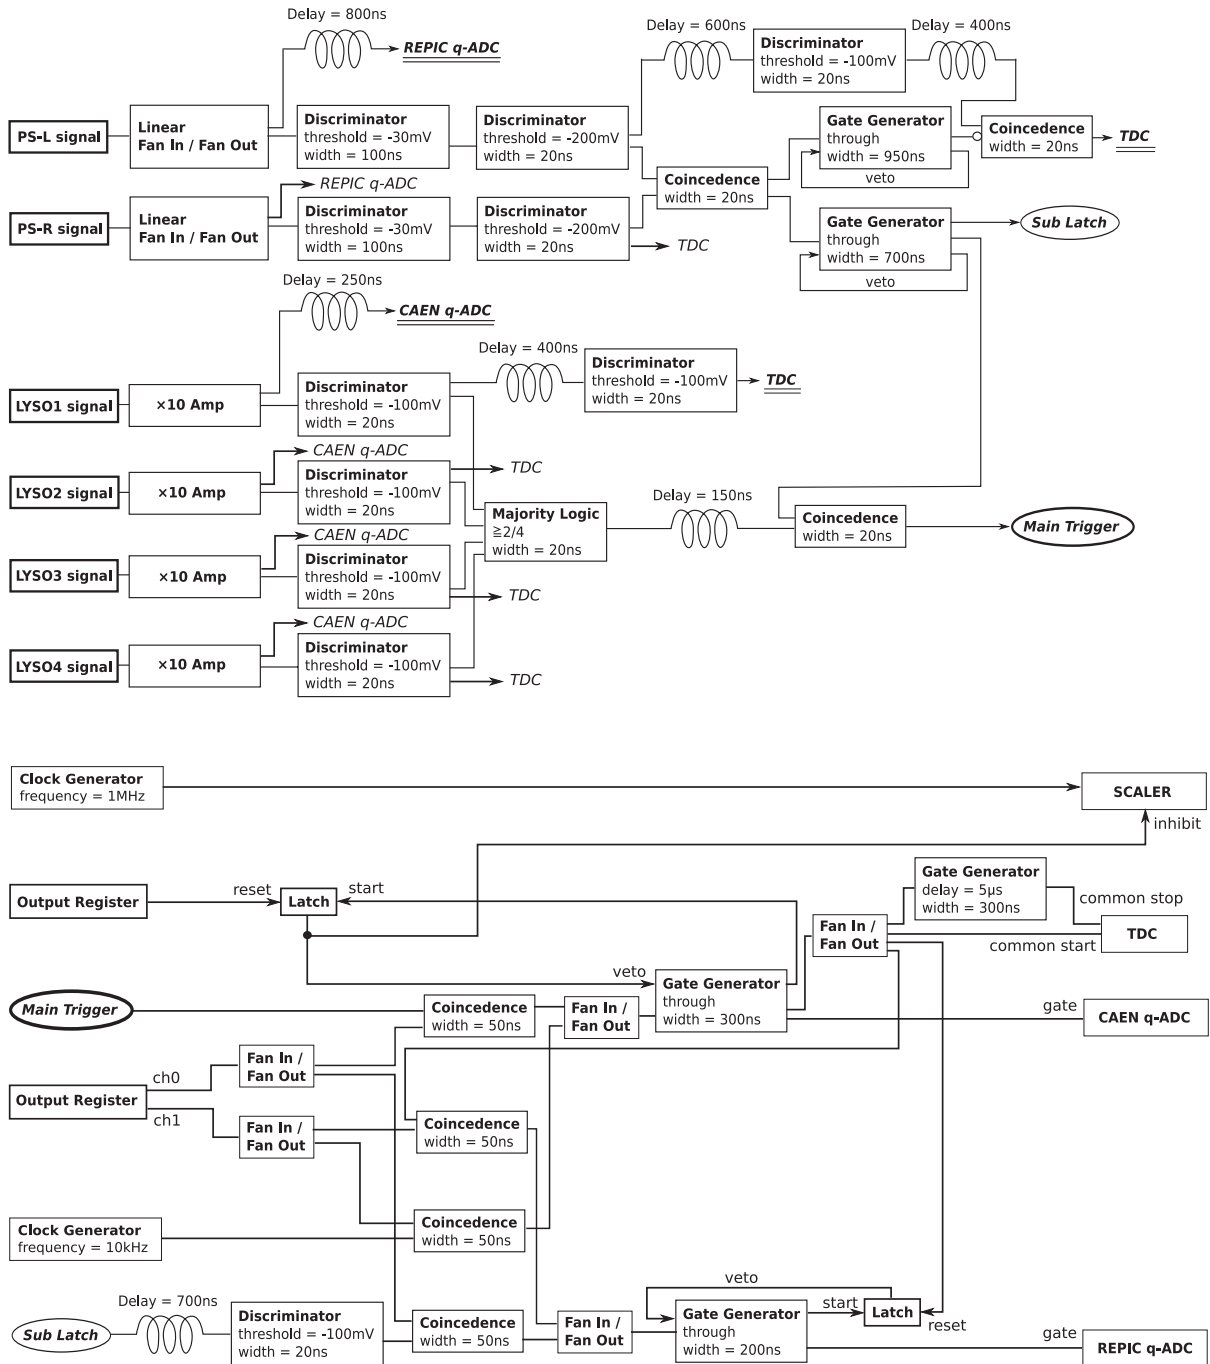 Delay = 800ns
REPIC q-ADC
Delay = 600ns
Discriminator
threshold = -100mV
width = 20ns
Delay = 400ns
PS-L signal
Linear
Fan In / Fan Out
Discriminator
threshold = -30mV
width = 100ns
Discriminator
threshold = -200mV
width = 20ns
Gate Generator
through
width = 950ns
veto
Coincedence
width = 20ns
TDC
REPIC q-ADC
Coincedence
width = 20ns
PS-R signal
Linear
Fan In / Fan Out
Discriminator
threshold = -30mV
width = 100ns
Discriminator
threshold = -200mV
width = 20ns
TDC
Gate Generator
through
width = 700ns
veto
Sub Latch
Delay = 250ns
CAEN q-ADC
Delay = 400ns
Discriminator
threshold = -100mV
width = 20ns
TDC
LYSO1 signal
×10 Amp
Discriminator
threshold = -100mV
width = 20ns
CAEN q-ADC
LYSO2 signal
×10 Amp
Discriminator
threshold = -100mV
width = 20ns
TDC
Majority Logic
≧2/4
width = 20ns
Delay = 150ns
Coincedence
width = 20ns
Main Trigger
CAEN q-ADC
LYSO3 signal
×10 Amp
Discriminator
threshold = -100mV
width = 20ns
TDC
CAEN q-ADC
LYSO4 signal
×10 Amp
Discriminator
threshold = -100mV
width = 20ns
TDC
Clock Generator
frequency = 1MHz
SCALER
inhibit
Output Register
reset
Latch
start
Gate Generator
delay = 5μs
width = 300ns
common stop
Fan In /
Fan Out
common start
TDC
veto
Main Trigger
Coincedence
width = 50ns
Fan In /
Fan Out
Gate Generator
through
width = 300ns
gate
CAEN q-ADC
Output Register
ch0
ch1
Fan In /
Fan Out
Fan In /
Fan Out
Coincedence
width = 50ns
Clock Generator
frequency = 10kHz
Coincedence
width = 50ns
veto
Delay = 700ns
Sub Latch
Discriminator
threshold = -100mV
width = 20ns
Coincedence
width = 50ns
Fan In /
Fan Out
Gate Generator
through
width = 200ns
start
Latch
reset
gate
REPIC q-ADC